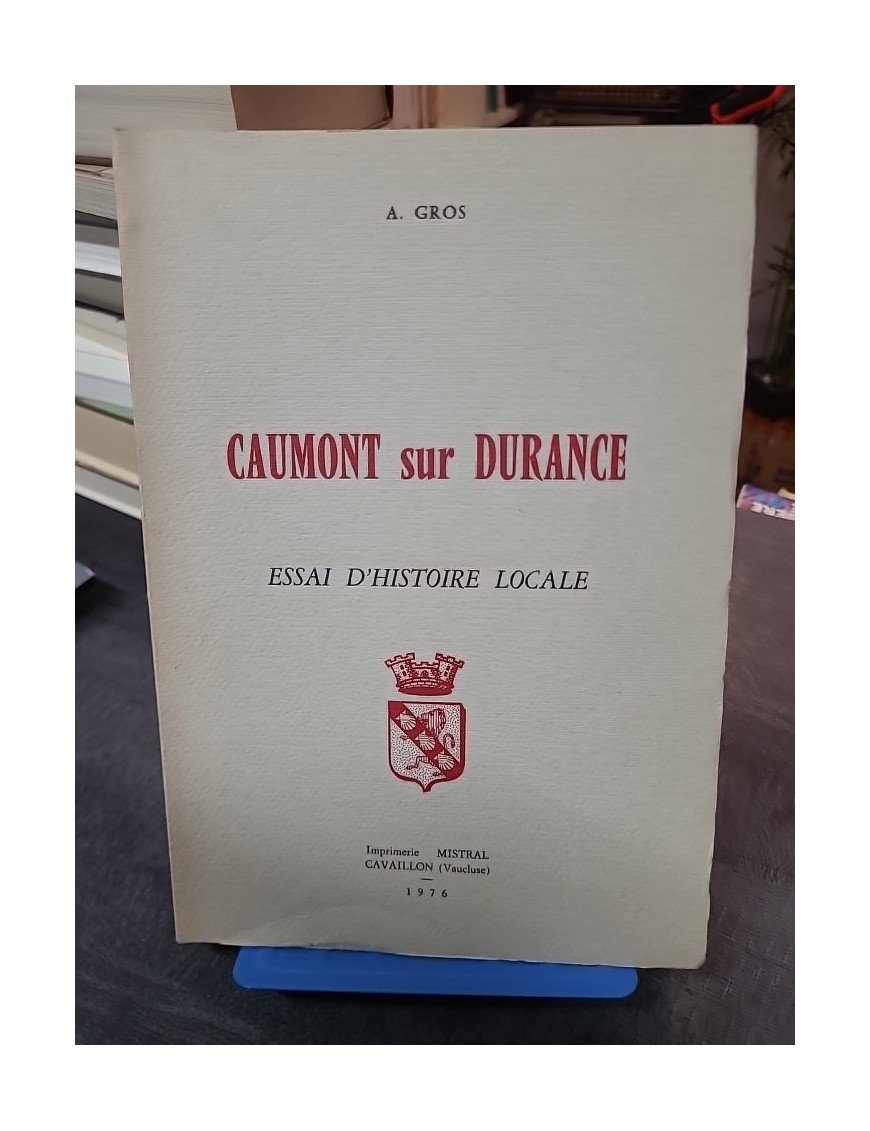 A. GROS
CAUMONT sur DURANCE
ESSAI D'HISTOIRE LOCALE
Imprimerie MISTRAL
CAVAILLON (Vaucluse)
—
1976